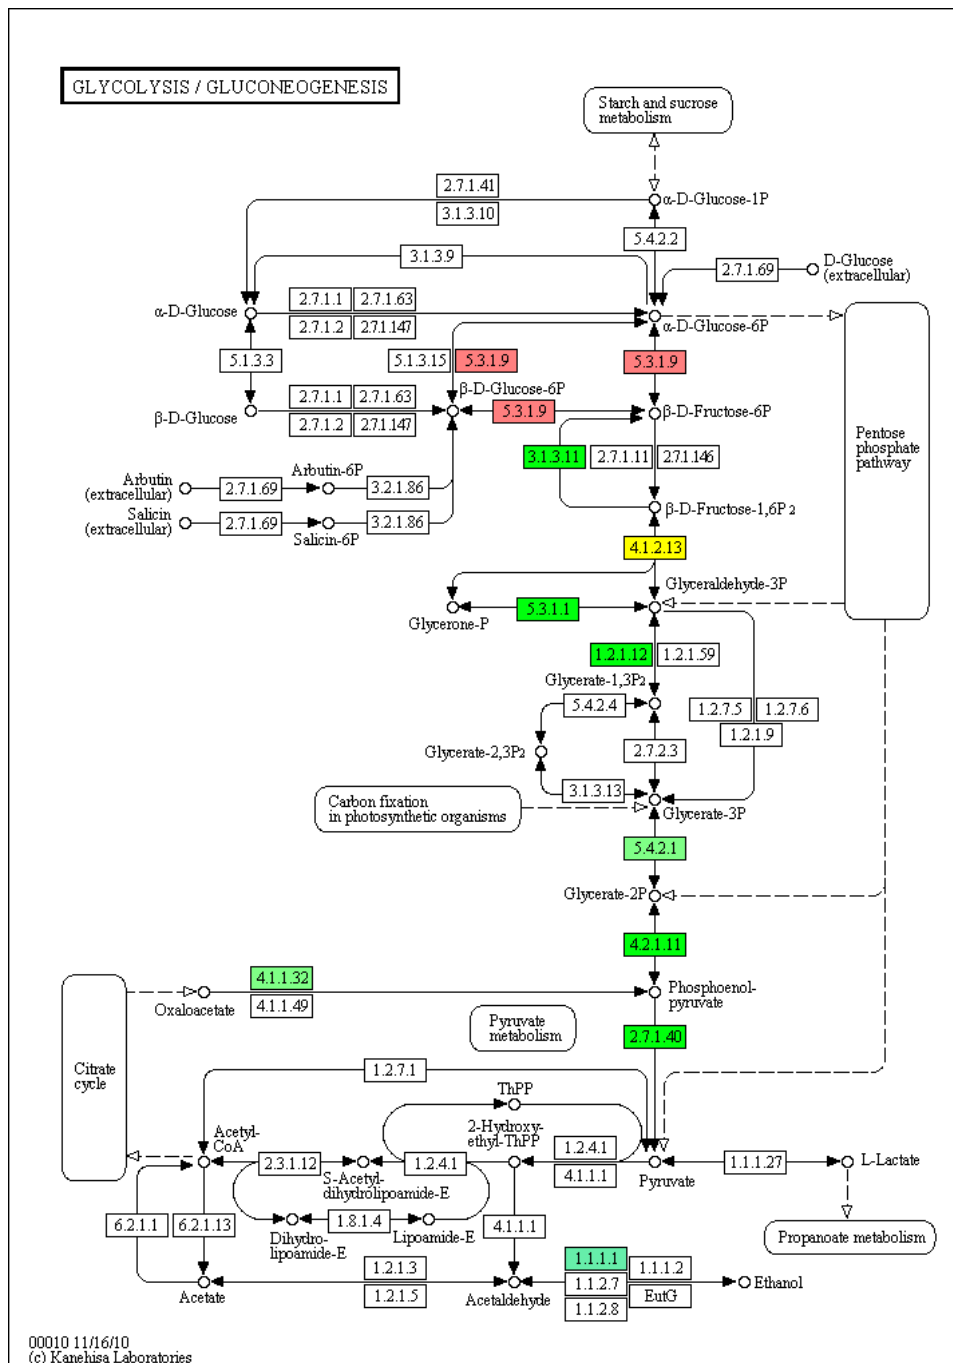 GLYCOLYSIS / GLUCONEOGENESIS
Starch and sucrose
metabolism
2.7.1.41
3.1.3.10
α-D-Glucose-1P
5.4.2.2
3.1.3.9
2.7.1.69
D-Glucose
(extracellular)
α-D-Glucose
2.7.1.1
2.7.1.63
2.7.1.2
2.7.1.147
α-D-Glucose-6P
5.1.3.3
5.1.3.15
5.3.1.9
5.3.1.9
β-D-Glucose
2.7.1.1
2.7.1.63
2.7.1.2
2.7.1.147
β-D-Glucose-6P
5.3.1.9
β-D-Fructose-6P
Pentose
phosphate
pathway
3.1.3.11
2.7.1.11
2.7.1.146
Arbutin
(extracellular)
2.7.1.69
Arbutin-6P
3.2.1.86
Salicin
(extracellular)
2.7.1.69
Salicin-6P
3.2.1.86
β-D-Fructose-1,6P2
4.1.2.13
Glyceraldehyde-3P
Glycerone-P
5.3.1.1
1.2.1.12
1.2.1.59
Glycerate-1,3P2
5.4.2.4
1.2.7.5
1.2.7.6
1.2.1.9
Glycerate-2,3P2
2.7.2.3
3.1.3.13
Carbon fixation
in photosynthetic organisms
Glycerate-3P
5.4.2.1
Glycerate-2P
4.2.1.11
4.1.1.32
4.1.1.49
Oxaloacetate
Phosphoenol-
pyruvate
Pyruvate
metabolism
2.7.1.40
Citrate
cycle
1.2.7.1
ThPP
2-Hydroxy-
ethyl-ThPP
Acetyl-
CoA
2.3.1.12
S-Acetyl-
dihydrolipoamide-E
1.2.4.1
1.2.4.1
4.1.1.1
Pyruvate
1.1.1.27
L-Lactate
6.2.1.1
6.2.1.13
Dihydro-
lipoamide-E
1.8.1.4
Lipoamide-E
4.1.1.1
Propanoate metabolism
Acetate
1.2.1.3
1.2.1.5
Acetaldehyde
1.1.1.1
1.1.1.2
1.1.2.7
EutG
1.1.2.8
Ethanol
00010 11/16/10
(c) Kanehisa Laboratories